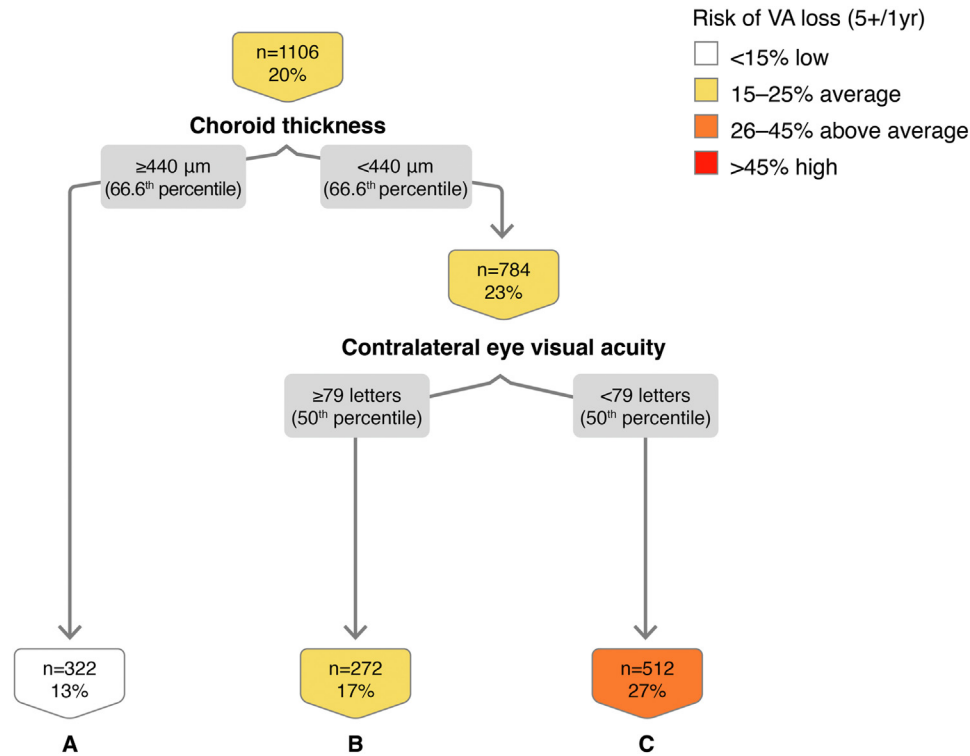 Risk of VA loss (5+/1yr)
<15% low
15–25% average
26–45% above average
>45% high
n=1106
20%
Choroid thickness
≥440 μm
(66.6th percentile)
<440 μm
(66.6th percentile)
n=784
23%
Contralateral eye visual acuity
≥79 letters
(50th percentile)
<79 letters
(50th percentile)
n=322
13%
n=272
17%
n=512
27%
A
B
C